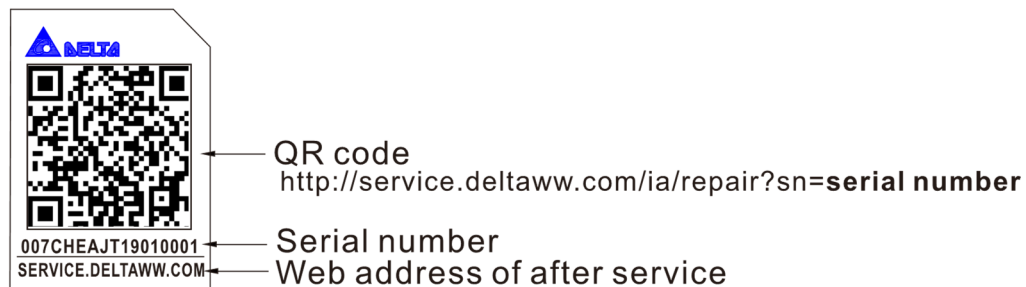 DELTA
QR code
http://service.deltaww.com/ia/repair?sn=serial number
007CHEAJT19010001
Serial number
SERVICE.DELTAWW.COM
Web address of after service